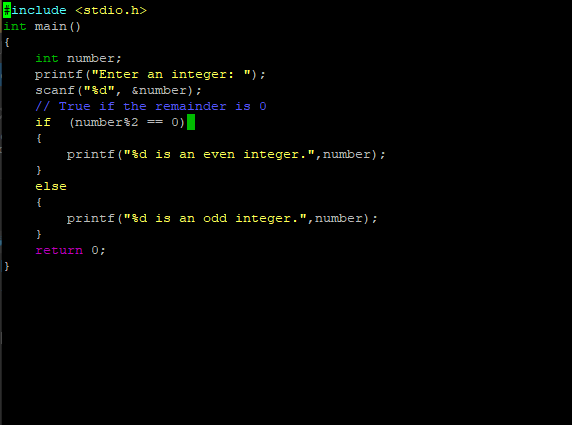 #include <stdio.h>
int main()
{
    int number;
    printf("Enter an integer: ");
    scanf("%d", &number);
    // True if the remainder is 0
    if  (number%2 == 0)
    {
        printf("%d is an even integer.",number);
    }
    else
    {
        printf("%d is an odd integer.",number);
    }
    return 0;
}